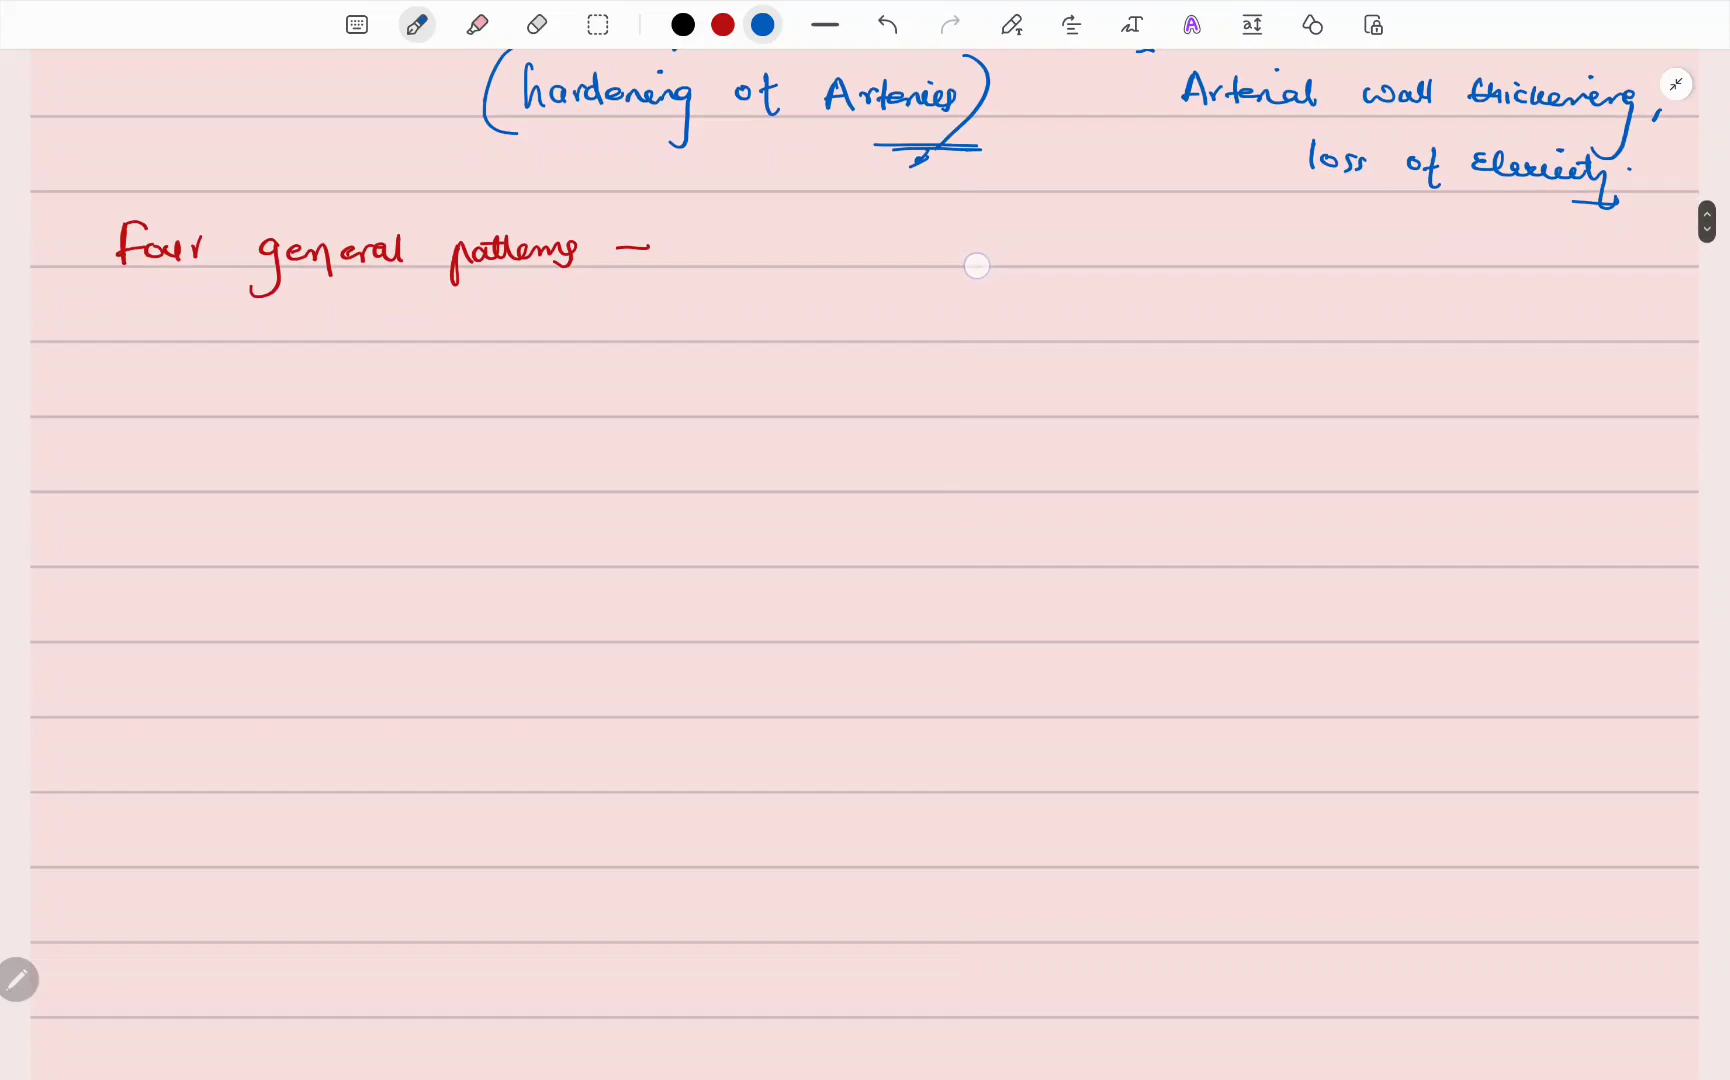 (hardening of Arteries)
Arterial wall thickening,
loss of Elasticity.
Four general patterns -